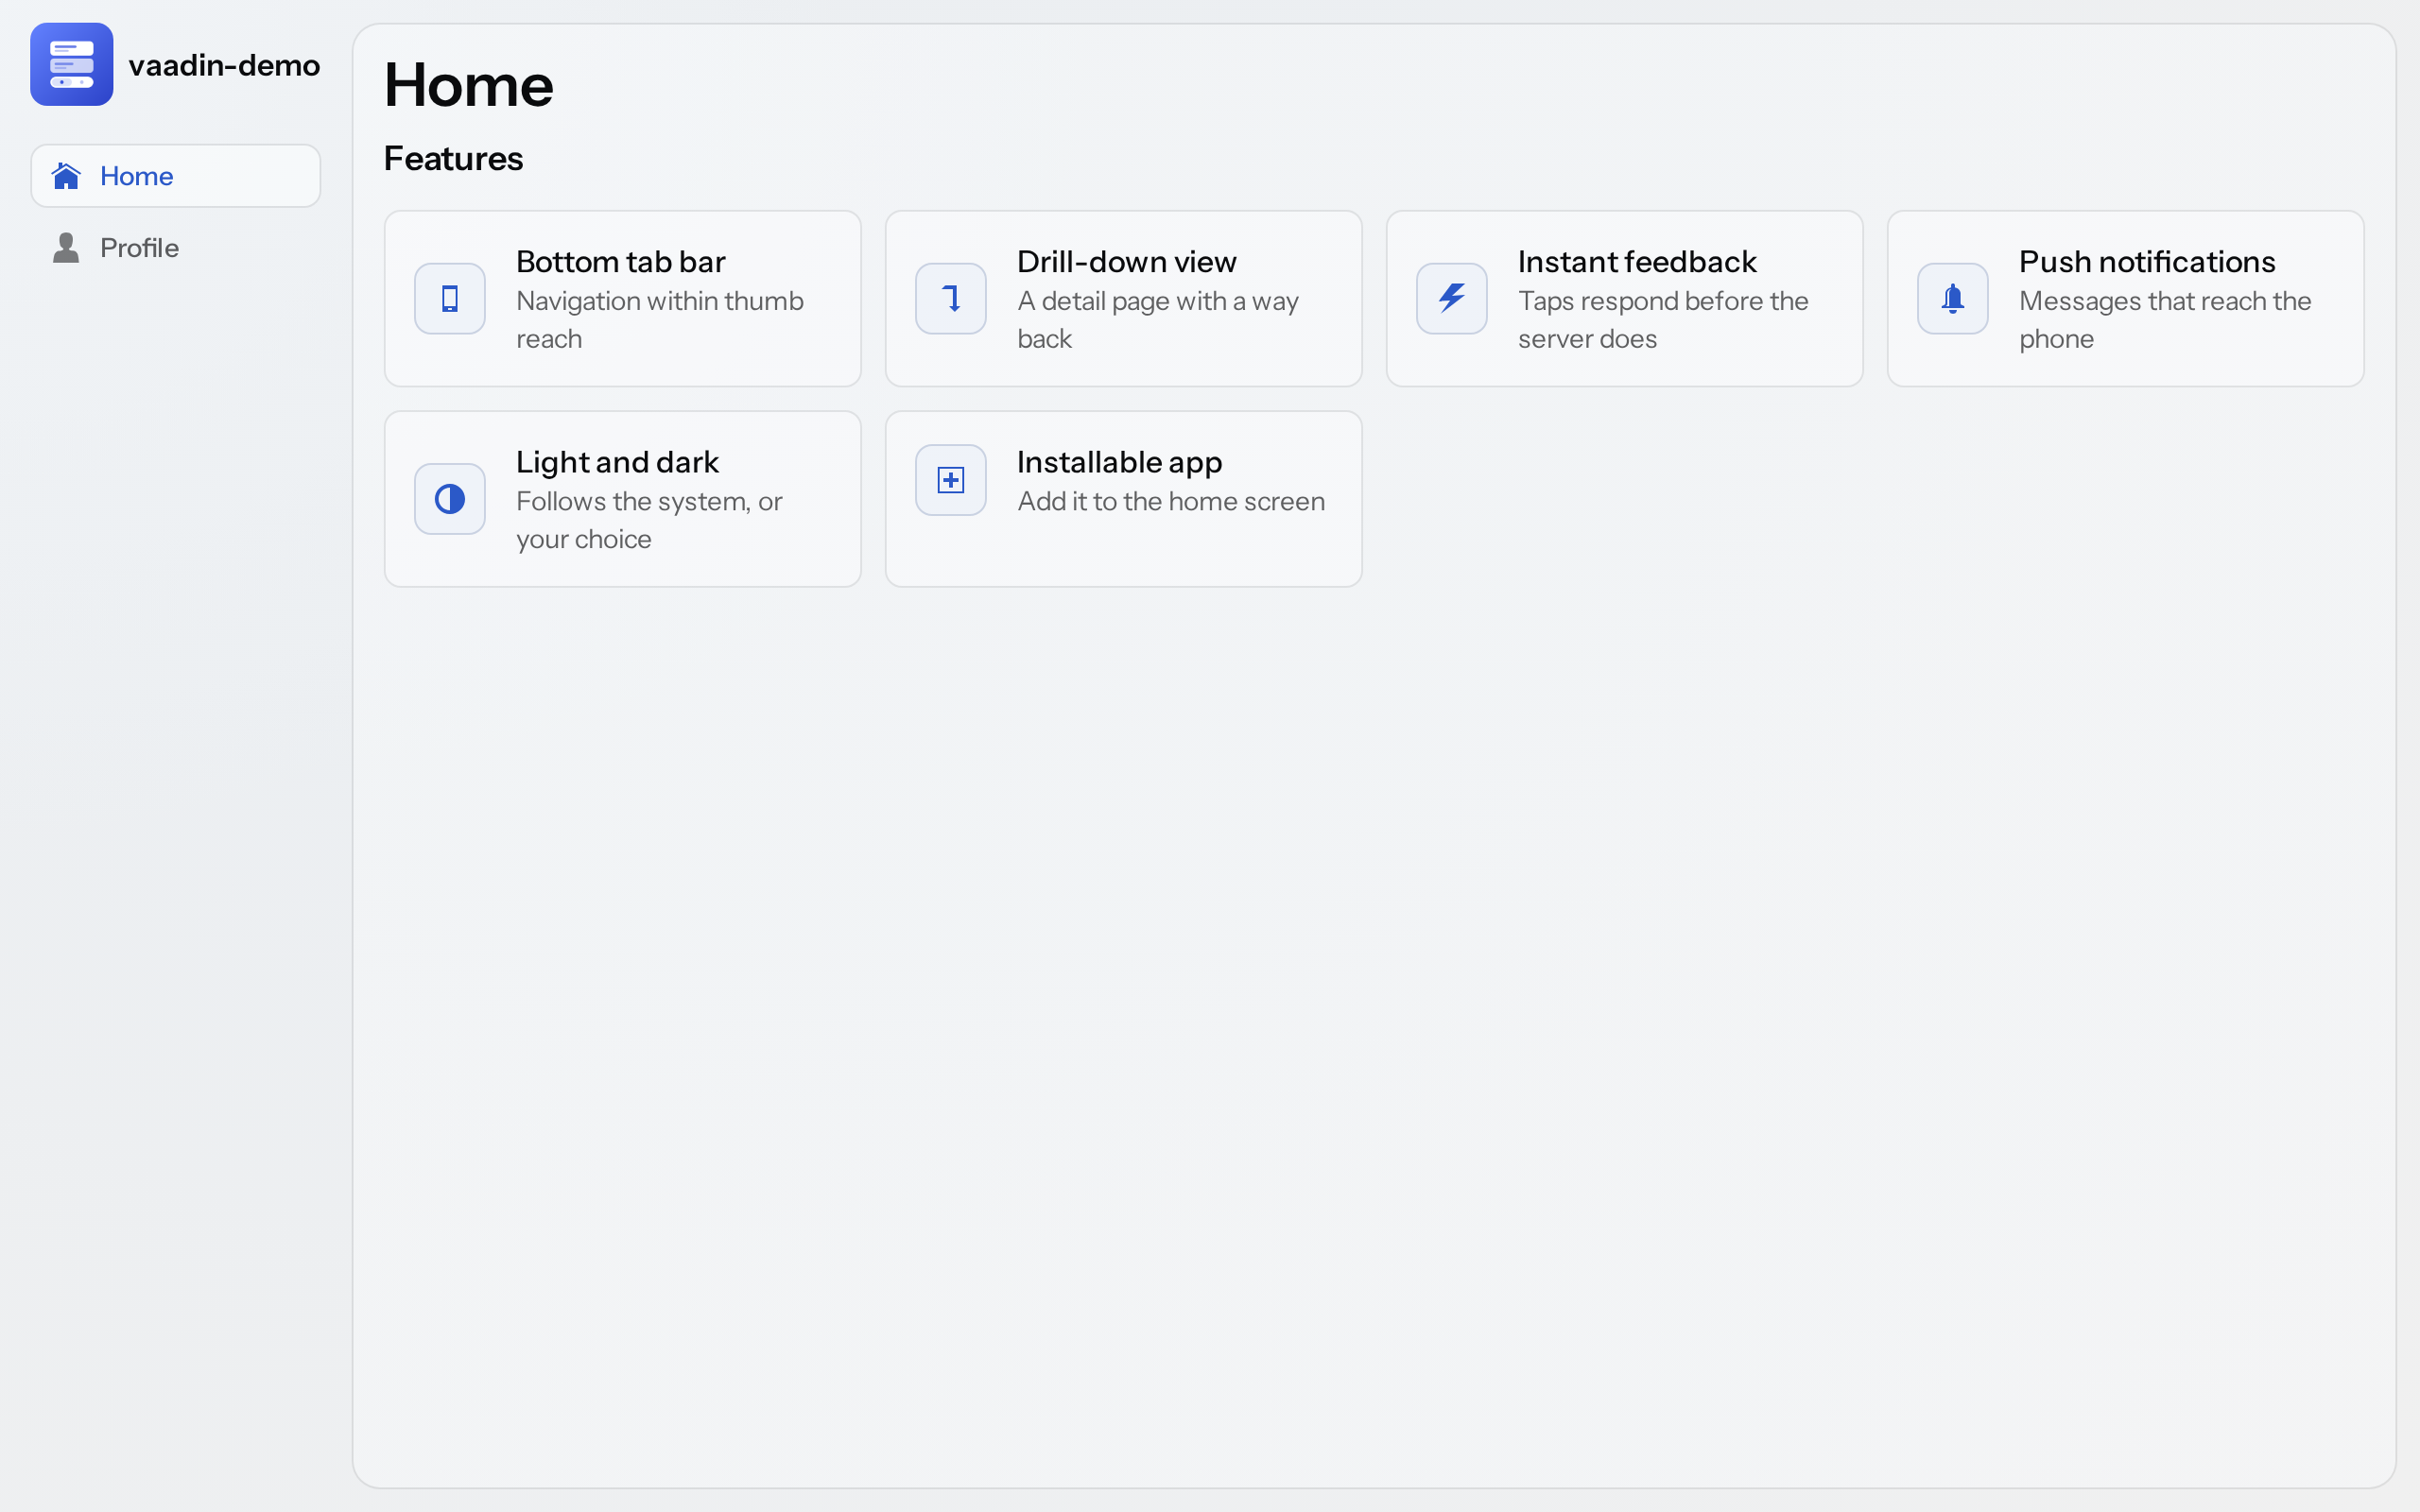 vaadin-demo
Home
Profile
Home
Features
Bottom tab bar
Navigation within thumb
reach
Drill-down view
A detail page with a way
back
Instant feedback
Taps respond before the
server does
Push notifications
Messages that reach the
phone
Light and dark
Follows the system, or
your choice
Installable app
Add it to the home screen